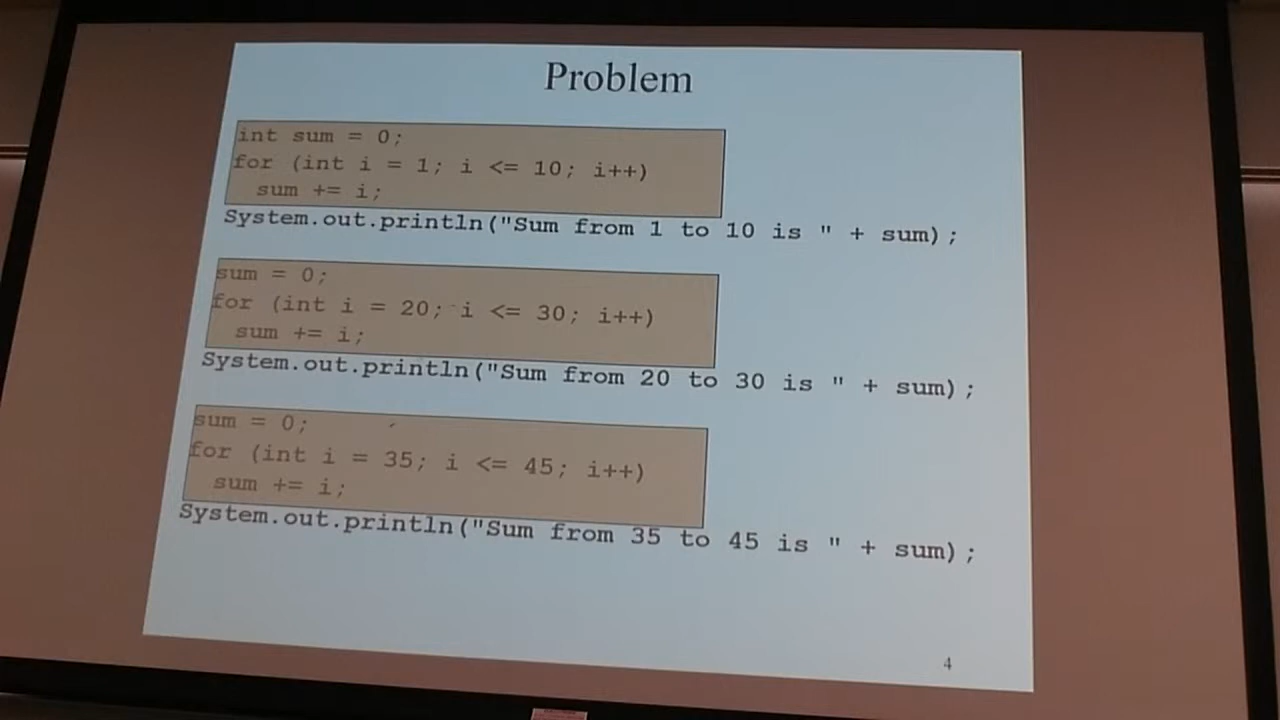 Problem
int sum = 0;
for (int i = 1; i <= 10; i++)
sum += i;
System.out.println("Sum from 1 to 10 is " + sum);
sum = 0;
for (int i = 20; i <= 30; i++)
sum += i;
System.out.println("Sum from 20 to 30 is " + sum);
sum = 0;
for (int i = 35; i <= 45; i++)
sum += i;
System.out.println("Sum from 35 to 45 is " + sum);
4